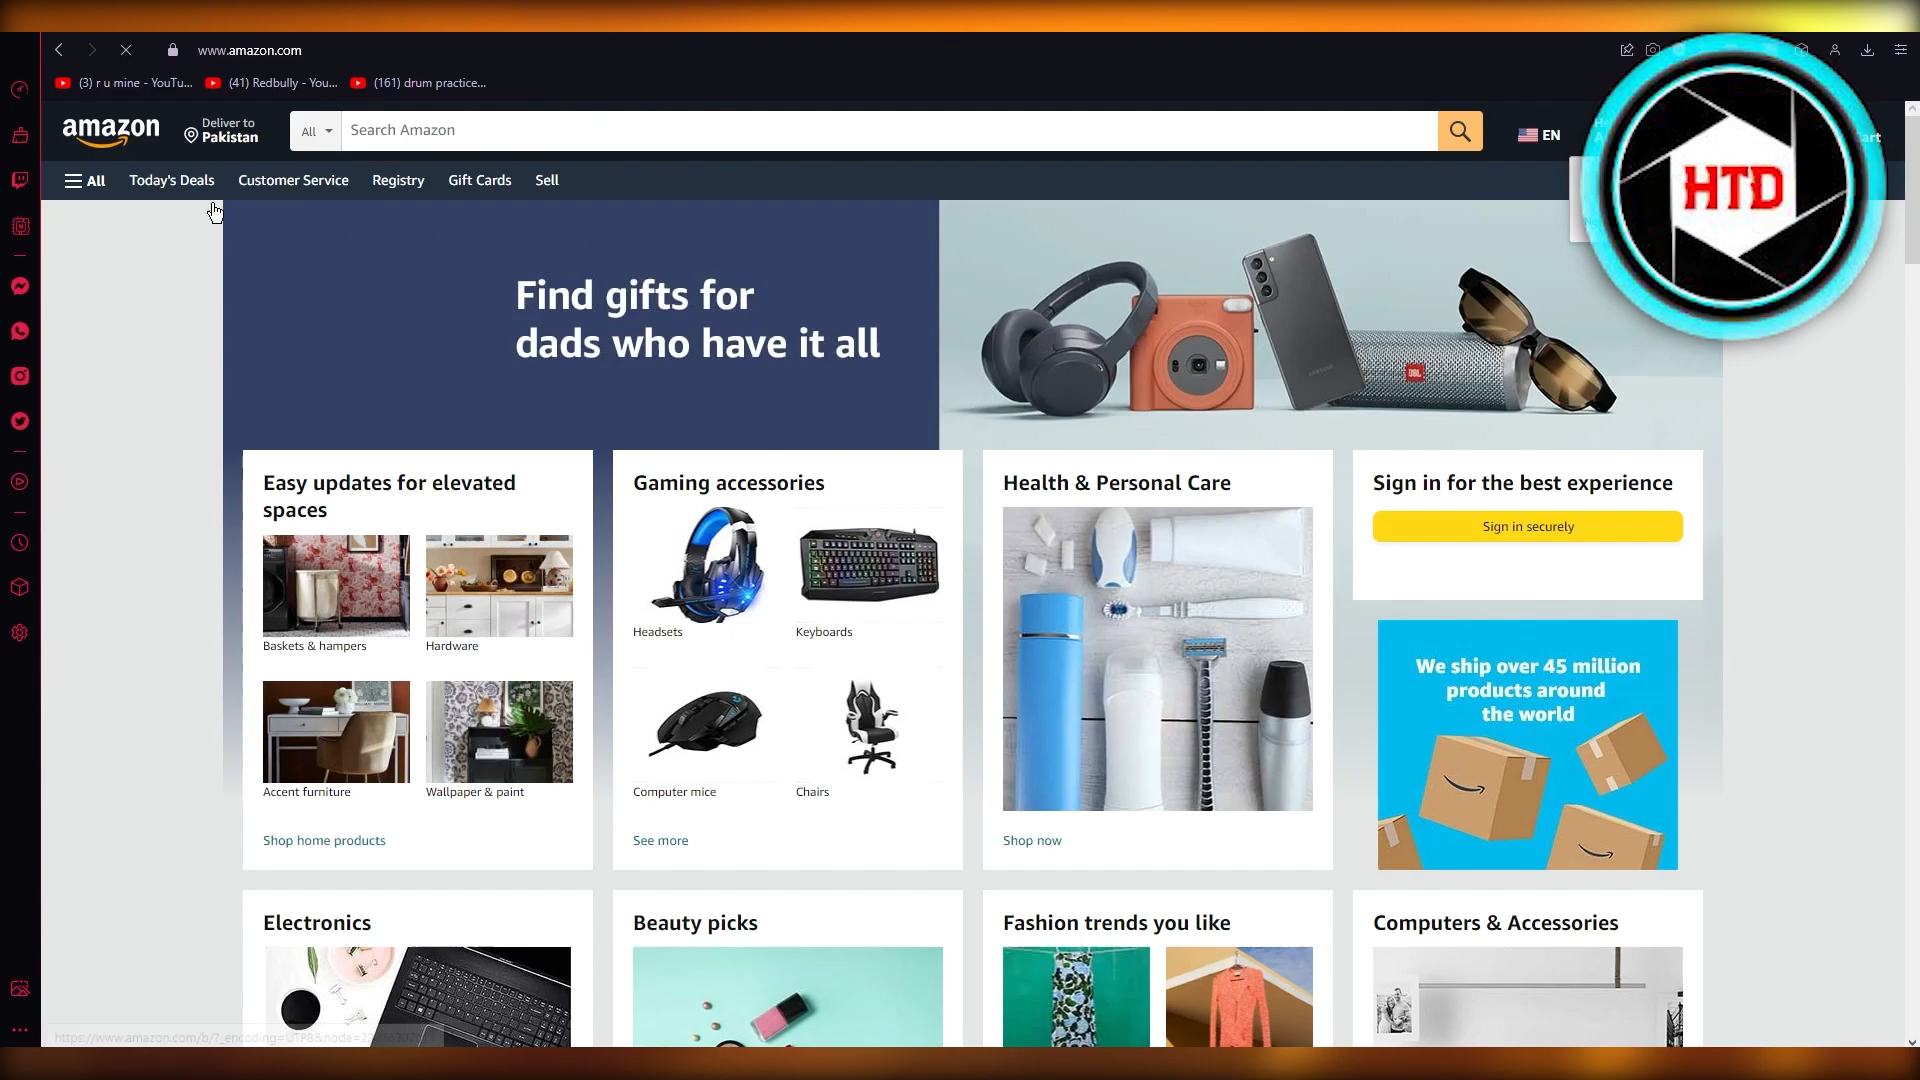 www.amazon.com
(3) r u mine - YouTu...
(41) Redbully - You...
(161) drum practice...
amazon
Deliver to
Pakistan
All
Search Amazon
EN
HTD
All
Today's Deals
Customer Service
Registry
Gift Cards
Sell
Find gifts for
dads who have it all
SAMSUNG
JBL
Easy updates for elevated
spaces
Baskets & hampers
Hardware
Accent furniture
Wallpaper & paint
Shop home products
Gaming accessories
Headsets
Keyboards
Computer mice
Chairs
See more
Health & Personal Care
Shop now
Sign in for the best experience
Sign in securely
We ship over 45 million
products around
the world
Electronics
Beauty picks
Fashion trends you like
Computers & Accessories